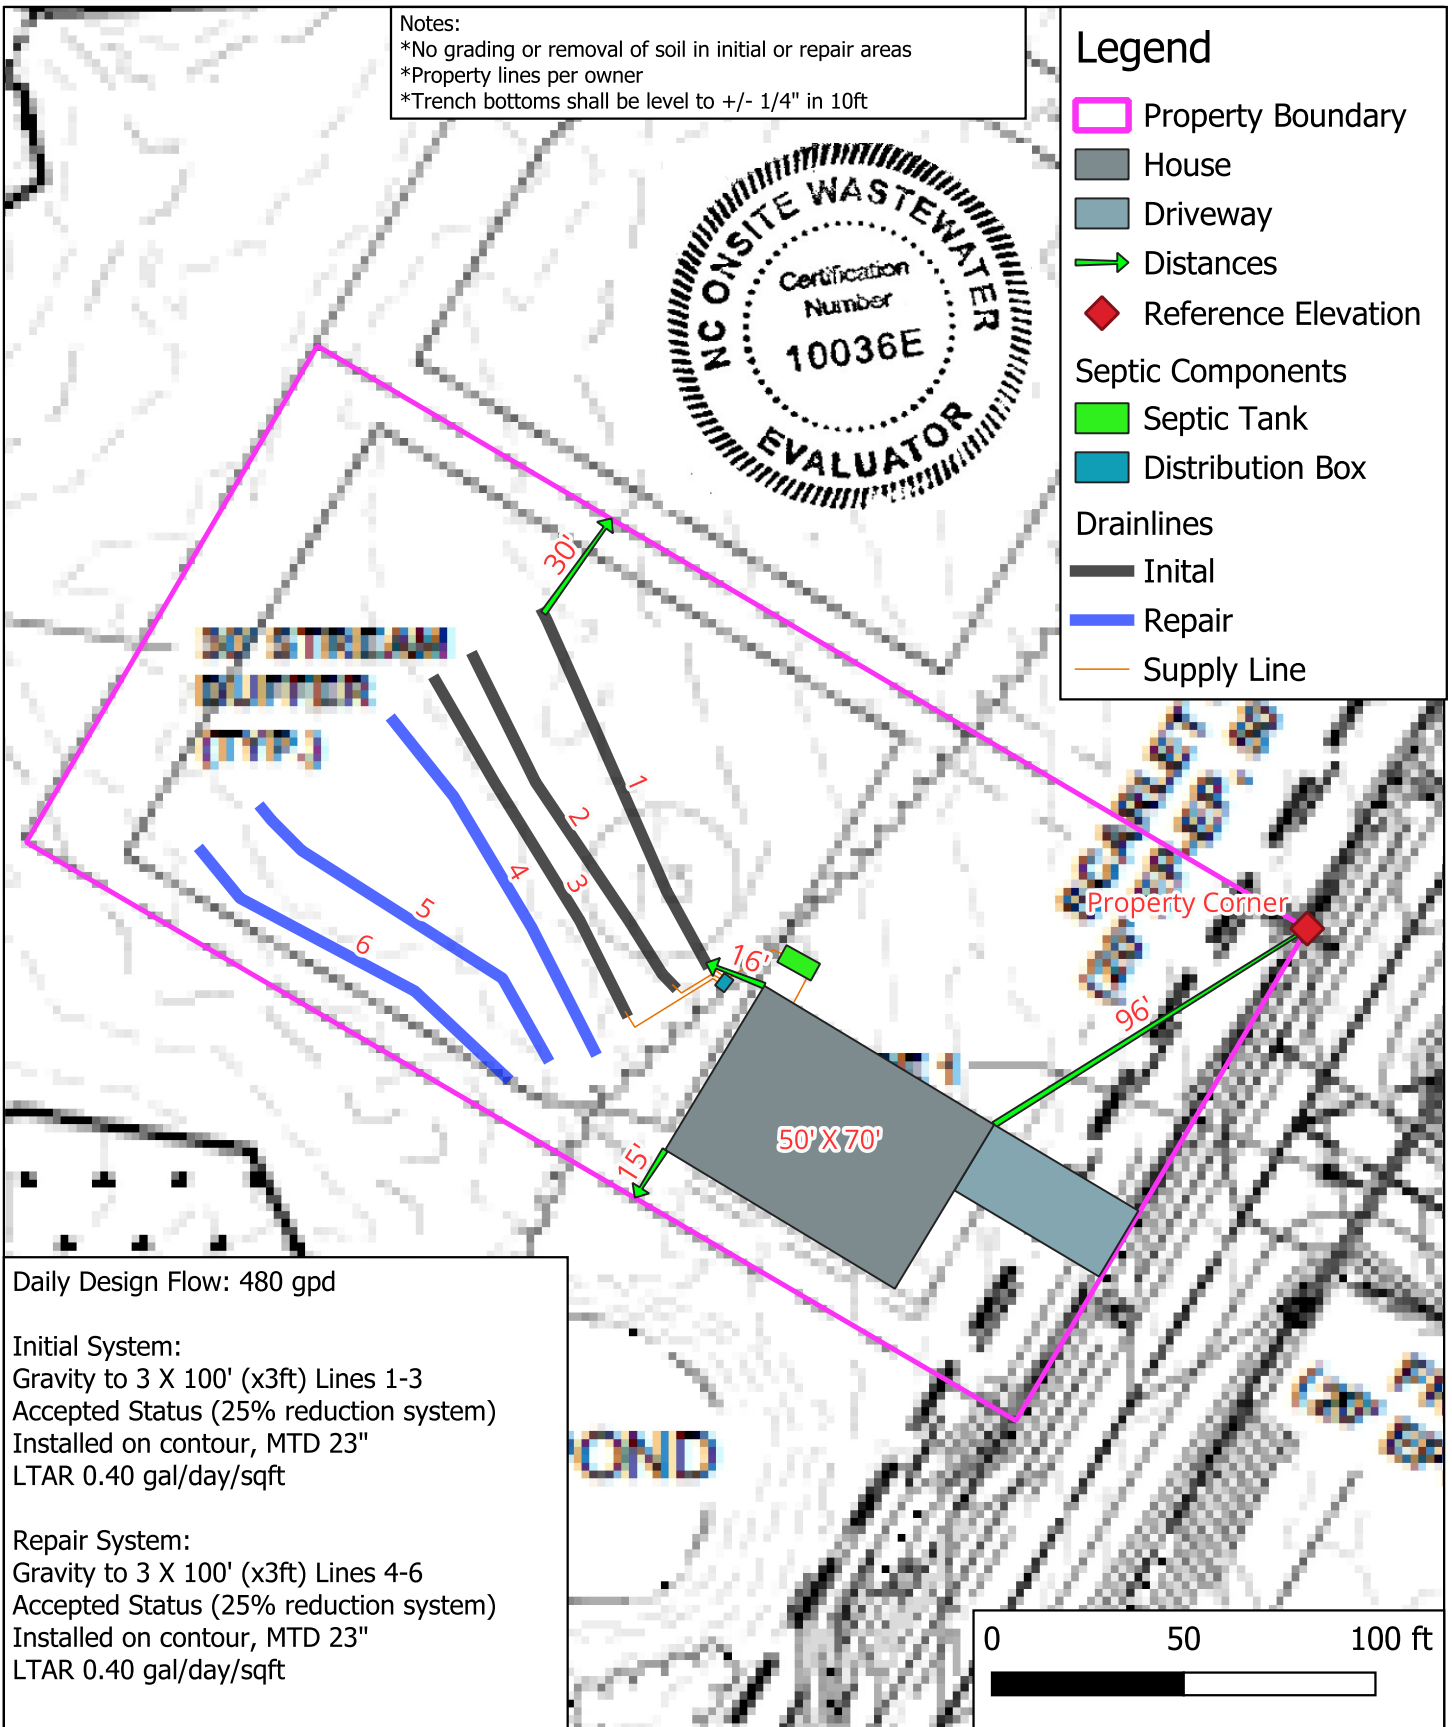 Notes:
*No grading or removal of soil in initial or repair areas
*Property lines per owner
*Trench bottoms shall be level to +/- 1/4" in 10ft
Legend
Property Boundary
House
Driveway
Distances
Reference Elevation
Septic Components
Septic Tank
Distribution Box
Drainlines
Inital
Repair
Supply Line
NC ONSITE WASTEWATER
Certification
Number
10036E
EVALUATOR
30'
STREAM
BUFFER
(TYP.)
1
2
3
4
5
6
16'
Property Corner
96'
50' X 70'
15'
OND
Daily Design Flow: 480 gpd
Initial System:
Gravity to 3 X 100' (x3ft) Lines 1-3
Accepted Status (25% reduction system)
Installed on contour, MTD 23"
LTAR 0.40 gal/day/sqft
Repair System:
Gravity to 3 X 100' (x3ft) Lines 4-6
Accepted Status (25% reduction system)
Installed on contour, MTD 23"
LTAR 0.40 gal/day/sqft
0 50 100 ft